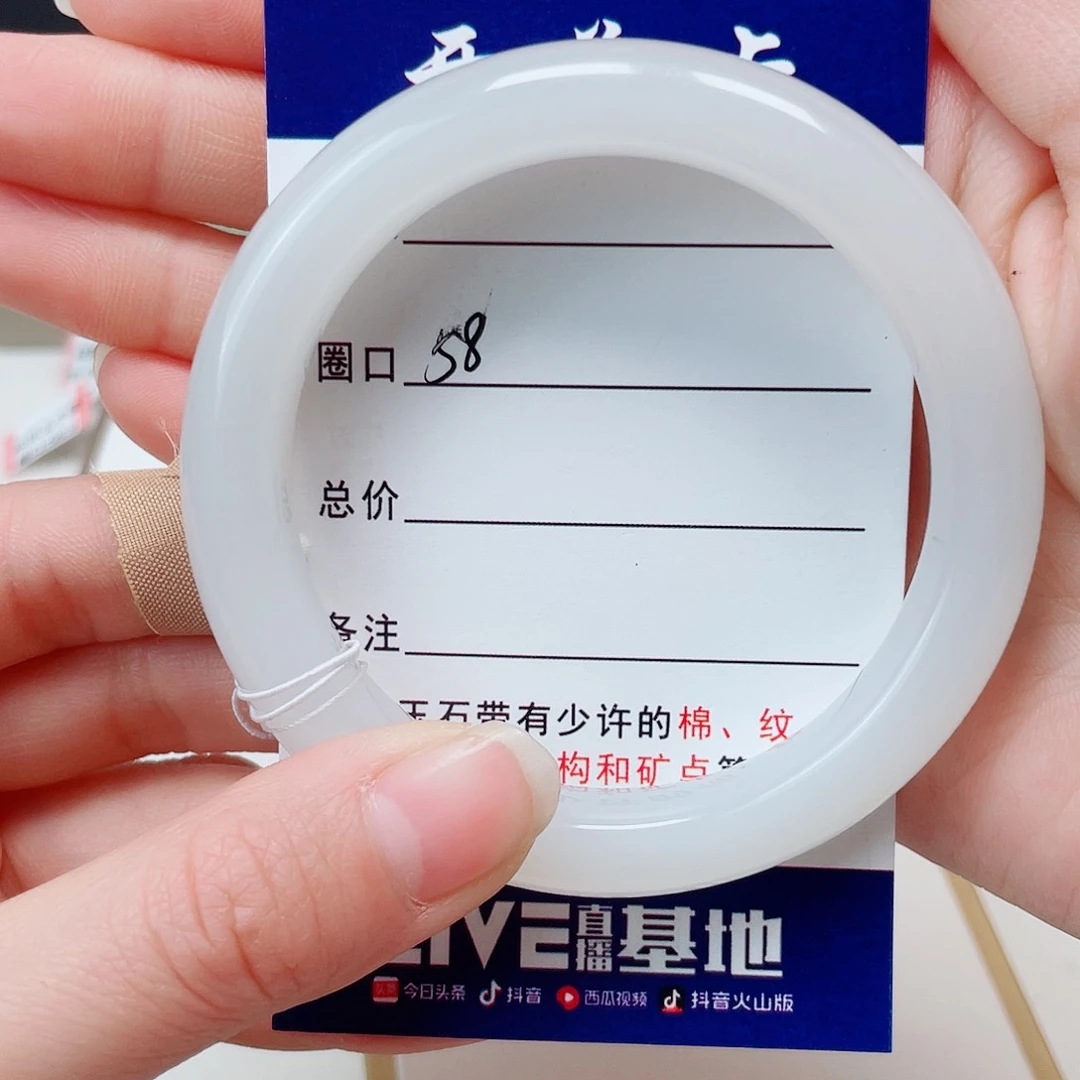 圈口 58
总价
备注
玉石带有少许的棉、纹
构和矿点等
LIVE直播基地
今日头条 抖音 西瓜视频 抖音火山版